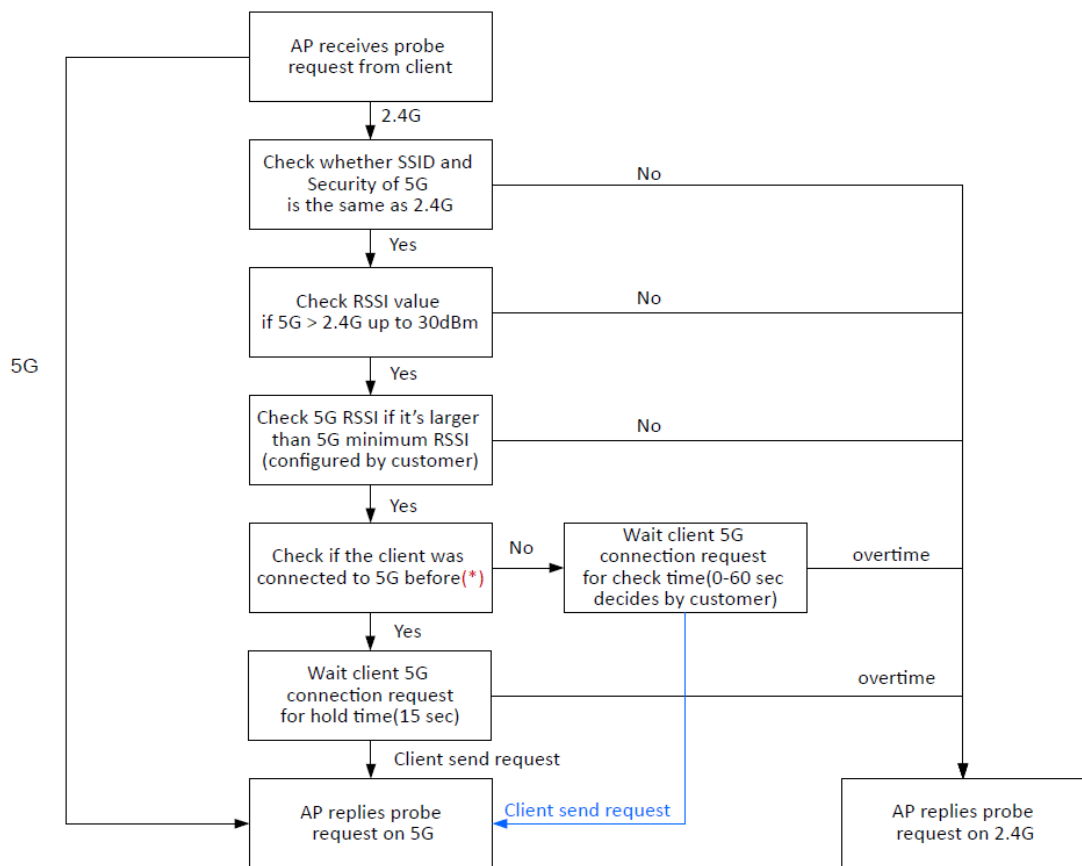 AP receives probe
request from client
2.4G
Check whether SSID and
Security of 5G
is the same as 2.4G
No
Yes
Check RSSI value
if 5G > 2.4G up to 30dBm
No
5G
Yes
Check 5G RSSI if it’s larger
than 5G minimum RSSI
(configured by customer)
No
Yes
Check if the client was
connected to 5G before(*)
No
Wait client 5G
connection request
for check time(0-60 sec
decides by customer)
overtime
Yes
Wait client 5G
connection request
for hold time(15 sec)
overtime
Client send request
AP replies probe
request on 5G
Client send request
AP replies probe
request on 2.4G